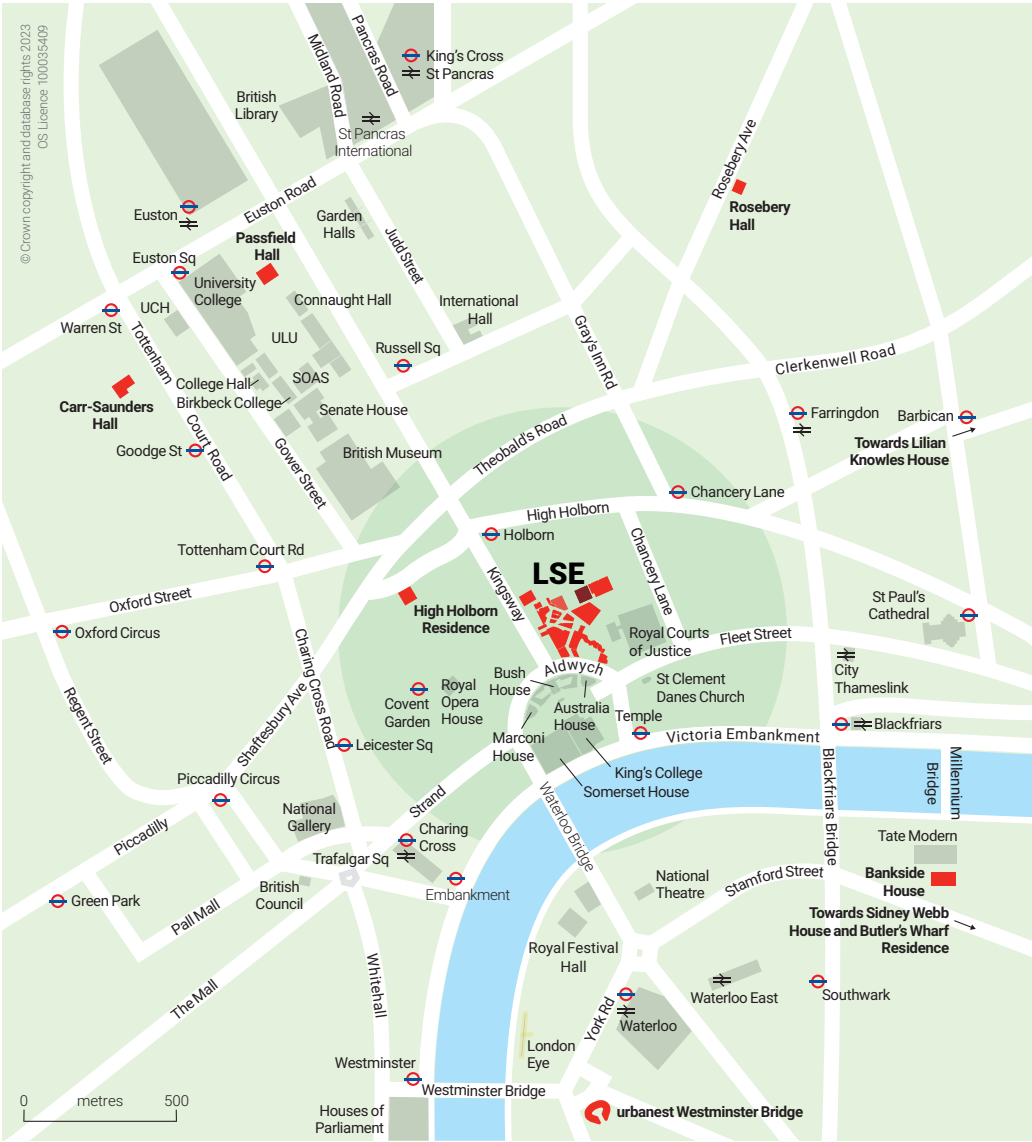 © Crown copyright and database rights 2023
OS Licence 100035409
Midland Road
Pancras Road
King's Cross
St Pancras
British
Library
St Pancras
International
Rosebery Ave
Rosebery
Hall
Euston
Euston Road
Garden
Halls
Passfield
Hall
Judd Street
Euston Sq
University
College
Connaught Hall
International
Hall
UCH
Warren St
Tottenham
Court Road
ULU
Russell Sq
Gray's Inn Rd
Clerkenwell Road
College Hall
SOAS
Birkbeck College
Senate House
Carr-Saunders
Hall
Farringdon
Barbican
Towards Lilian
Knowles House
Goodge St
Gower Street
British Museum
Theobald's Road
Chancery Lane
High Holborn
Holborn
Chancery Lane
Tottenham Court Rd
LSE
Kingsway
Oxford Street
High Holborn
Residence
St Paul's
Cathedral
Oxford Circus
Charing Cross Road
Royal Courts
of Justice
Fleet Street
Aldwych
City
Thameslink
Bush
House
St Clement
Danes Church
Regent Street
Shaftesbury Ave
Covent
Garden
Royal
Opera
House
Australia
House
Temple
Victoria Embankment
Blackfriars
Leicester Sq
Marconi
House
King's College
Somerset House
Piccadilly Circus
Strand
Waterloo Bridge
Blackfriars Bridge
Millennium
Bridge
National
Gallery
Piccadilly
Charing
Cross
Trafalgar Sq
Tate Modern
Green Park
British
Council
Embankment
National
Theatre
Stamford Street
Bankside
House
Pall Mall
Towards Sidney Webb
House and Butler's Wharf
Residence
Royal Festival
Hall
The Mall
Whitehall
Waterloo East
Southwark
York Rd
Waterloo
London
Eye
Westminster
Westminster Bridge
0 metres 500
Houses of
Parliament
urbanest Westminster Bridge